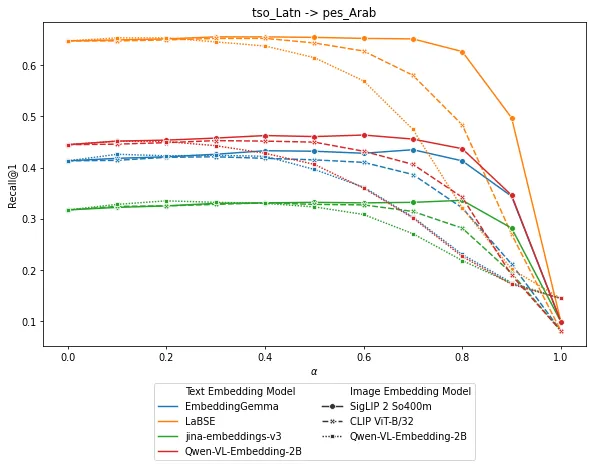 tso_Latn -> pes_Arab
Recall@1
0.6
0.5
0.4
0.3
0.2
0.1
0.0 0.2 0.4 0.6 0.8 1.0
α
Text Embedding Model
EmbeddingGemma
LaBSE
jina-embeddings-v3
Qwen-VL-Embedding-2B
Image Embedding Model
SigLIP 2 So400m
CLIP ViT-B/32
Qwen-VL-Embedding-2B